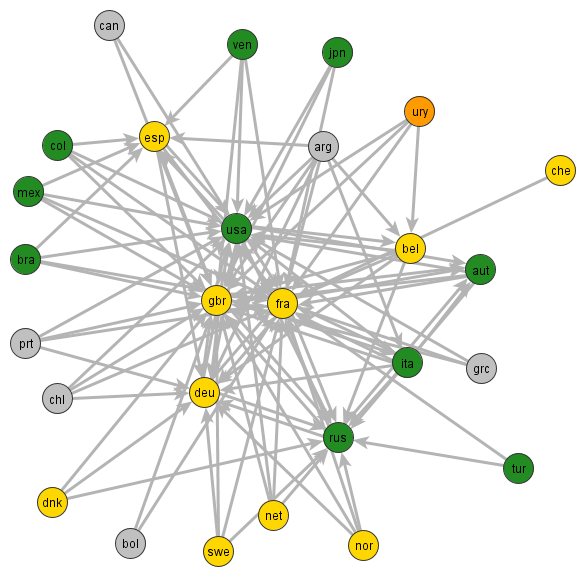 can
ven
jpn
ury
esp
col
arg
che
mex
usa
bel
bra
aut
gbr
fra
prt
ita
grc
deu
chl
rus
tur
dnk
net
bol
swe
nor